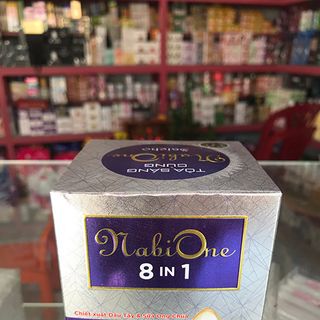 TỎA SÁNG
CÙNG
NabiOne
NabiOne
8 IN 1
Chiết xuất Dâu Tây & Sữa Ong Chúa